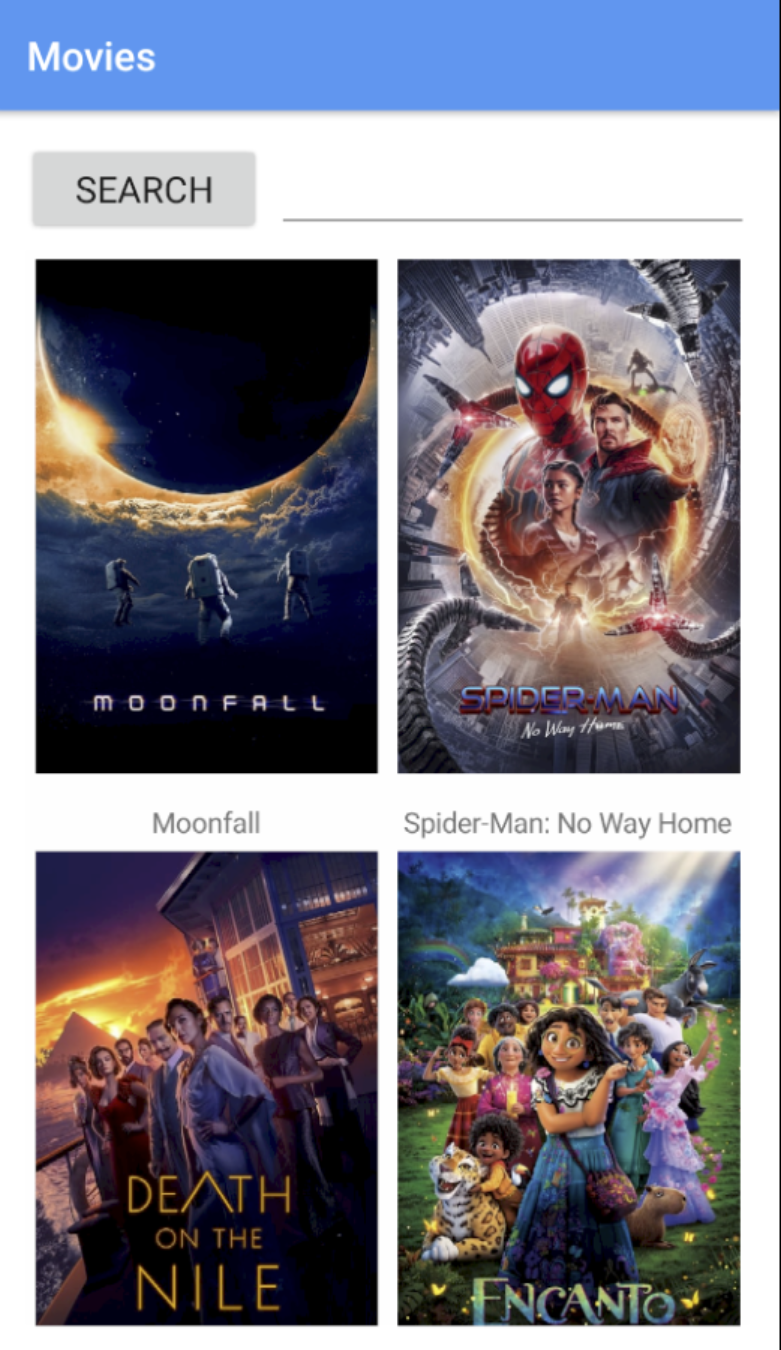 Movies
SEARCH
MOONFALL
SPIDER-MAN
No Way Home
Moonfall
Spider-Man: No Way Home
DEATH
ON THE
NILE
ENCANTO